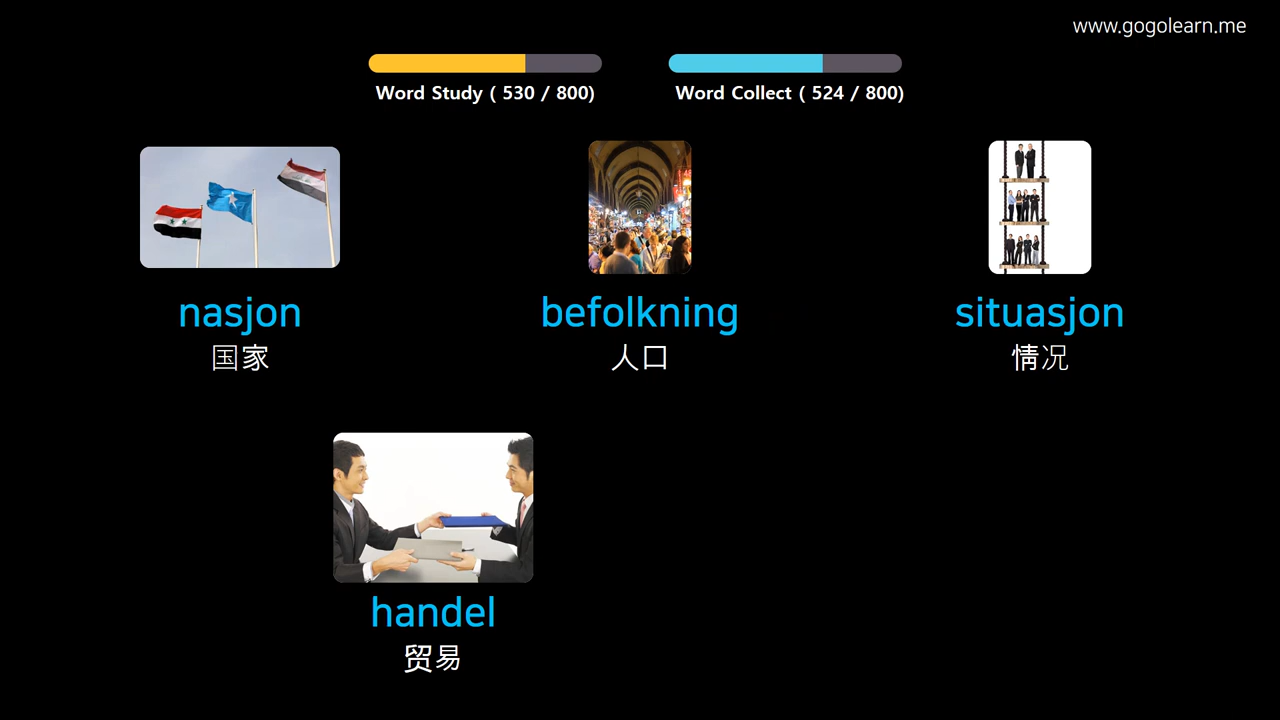 www.gogolearn.me
Word Study ( 530 / 800)
Word Collect ( 524 / 800)
nasjon
国家
befolkning
人口
situasjon
情况
handel
贸易